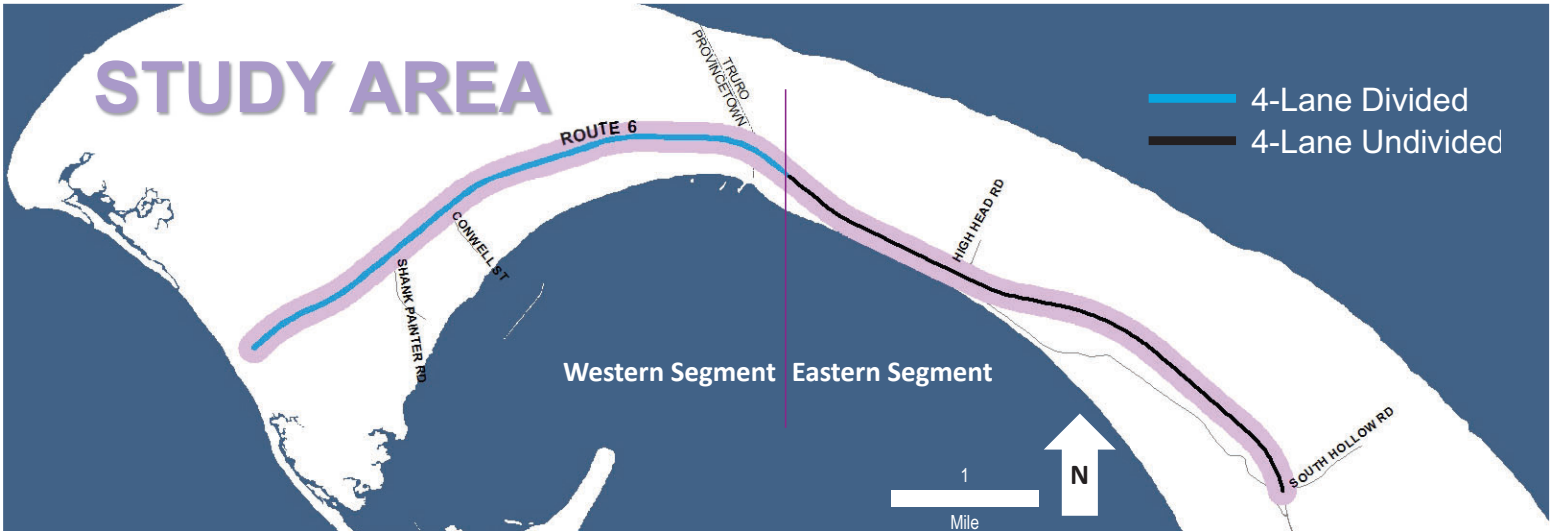 STUDY AREA
TRURO
PROVINCETOWN
4-Lane Divided
4-Lane Undivided
ROUTE 6
HIGH HEAD RD
CONWELL ST
SHANK PAINTER RD
Western Segment
Eastern Segment
SOUTH HOLLOW RD
N
1
Mile